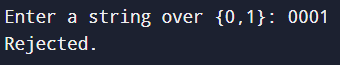 Enter a string over {0,1}: 0001
Rejected.